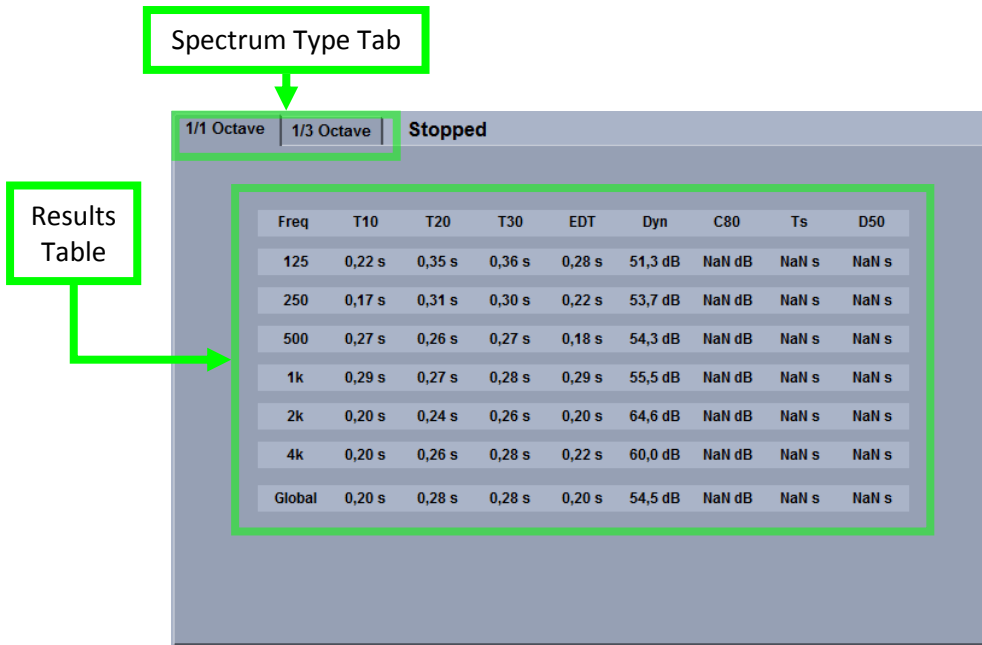 Spectrum Type Tab
1/1 Octave 1/3 Octave Stopped
Results
Table
Freq T10 T20 T30 EDT Dyn C80 Ts D50
125 0,22 s 0,35 s 0,36 s 0,28 s 51,3 dB NaN dB NaN s NaN s
250 0,17 s 0,31 s 0,30 s 0,22 s 53,7 dB NaN dB NaN s NaN s
500 0,27 s 0,26 s 0,27 s 0,18 s 54,3 dB NaN dB NaN s NaN s
1k 0,29 s 0,27 s 0,28 s 0,29 s 55,5 dB NaN dB NaN s NaN s
2k 0,20 s 0,24 s 0,26 s 0,20 s 64,6 dB NaN dB NaN s NaN s
4k 0,20 s 0,26 s 0,28 s 0,22 s 60,0 dB NaN dB NaN s NaN s
Global 0,20 s 0,28 s 0,28 s 0,20 s 54,5 dB NaN dB NaN s NaN s